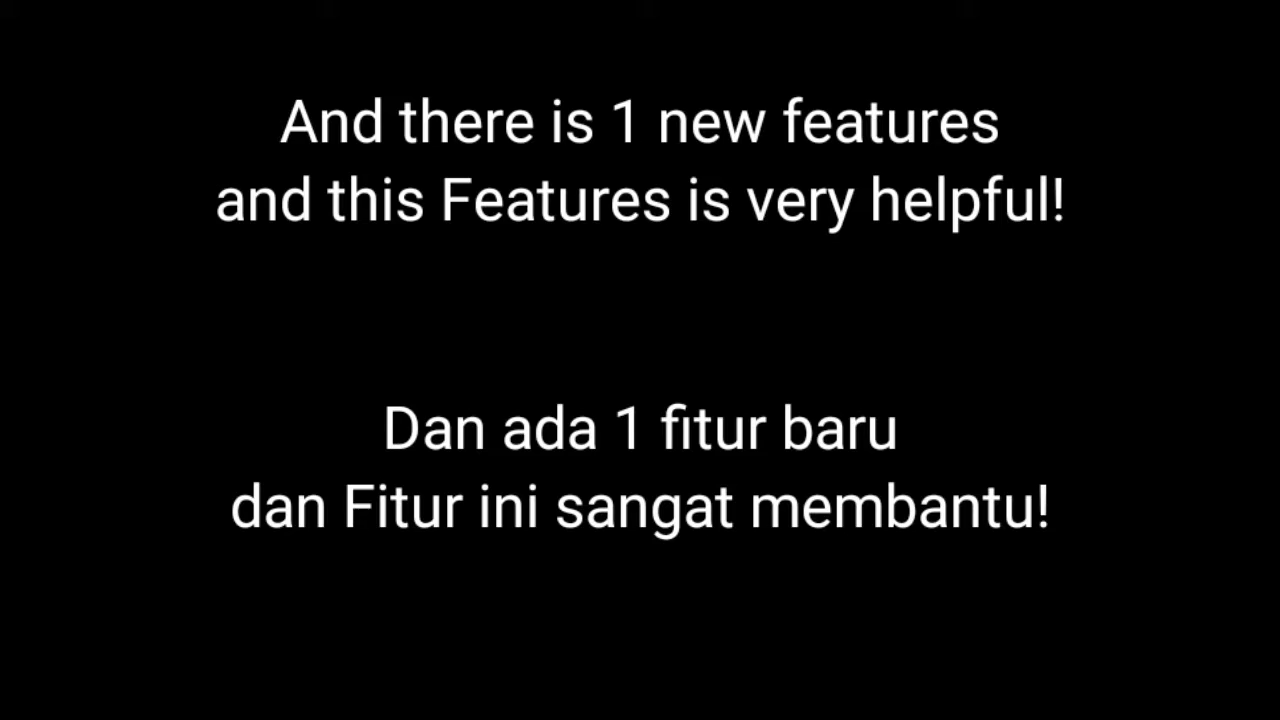 And there is 1 new features
and this Features is very helpful!
Dan ada 1 fitur baru
dan Fitur ini sangat membantu!